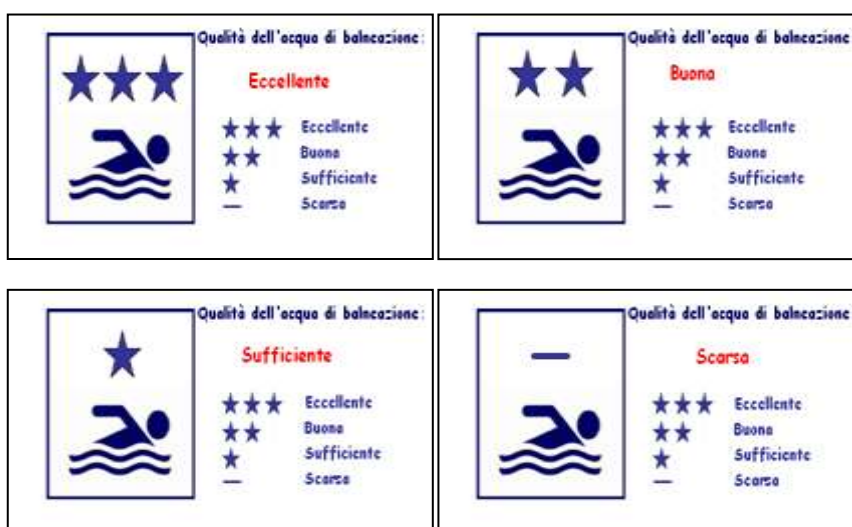 Qualità dell'acqua di balneazione:
Eccellente
Eccellente
Buona
Sufficiente
Scarsa
Qualità dell'acqua di balneazione:
Buona
Eccellente
Buona
Sufficiente
Scarsa
Qualità dell'acqua di balneazione:
Sufficiente
Eccellente
Buona
Sufficiente
Scarsa
Qualità dell'acqua di balneazione
Scarsa
Eccellente
Buona
Sufficiente
Scarsa